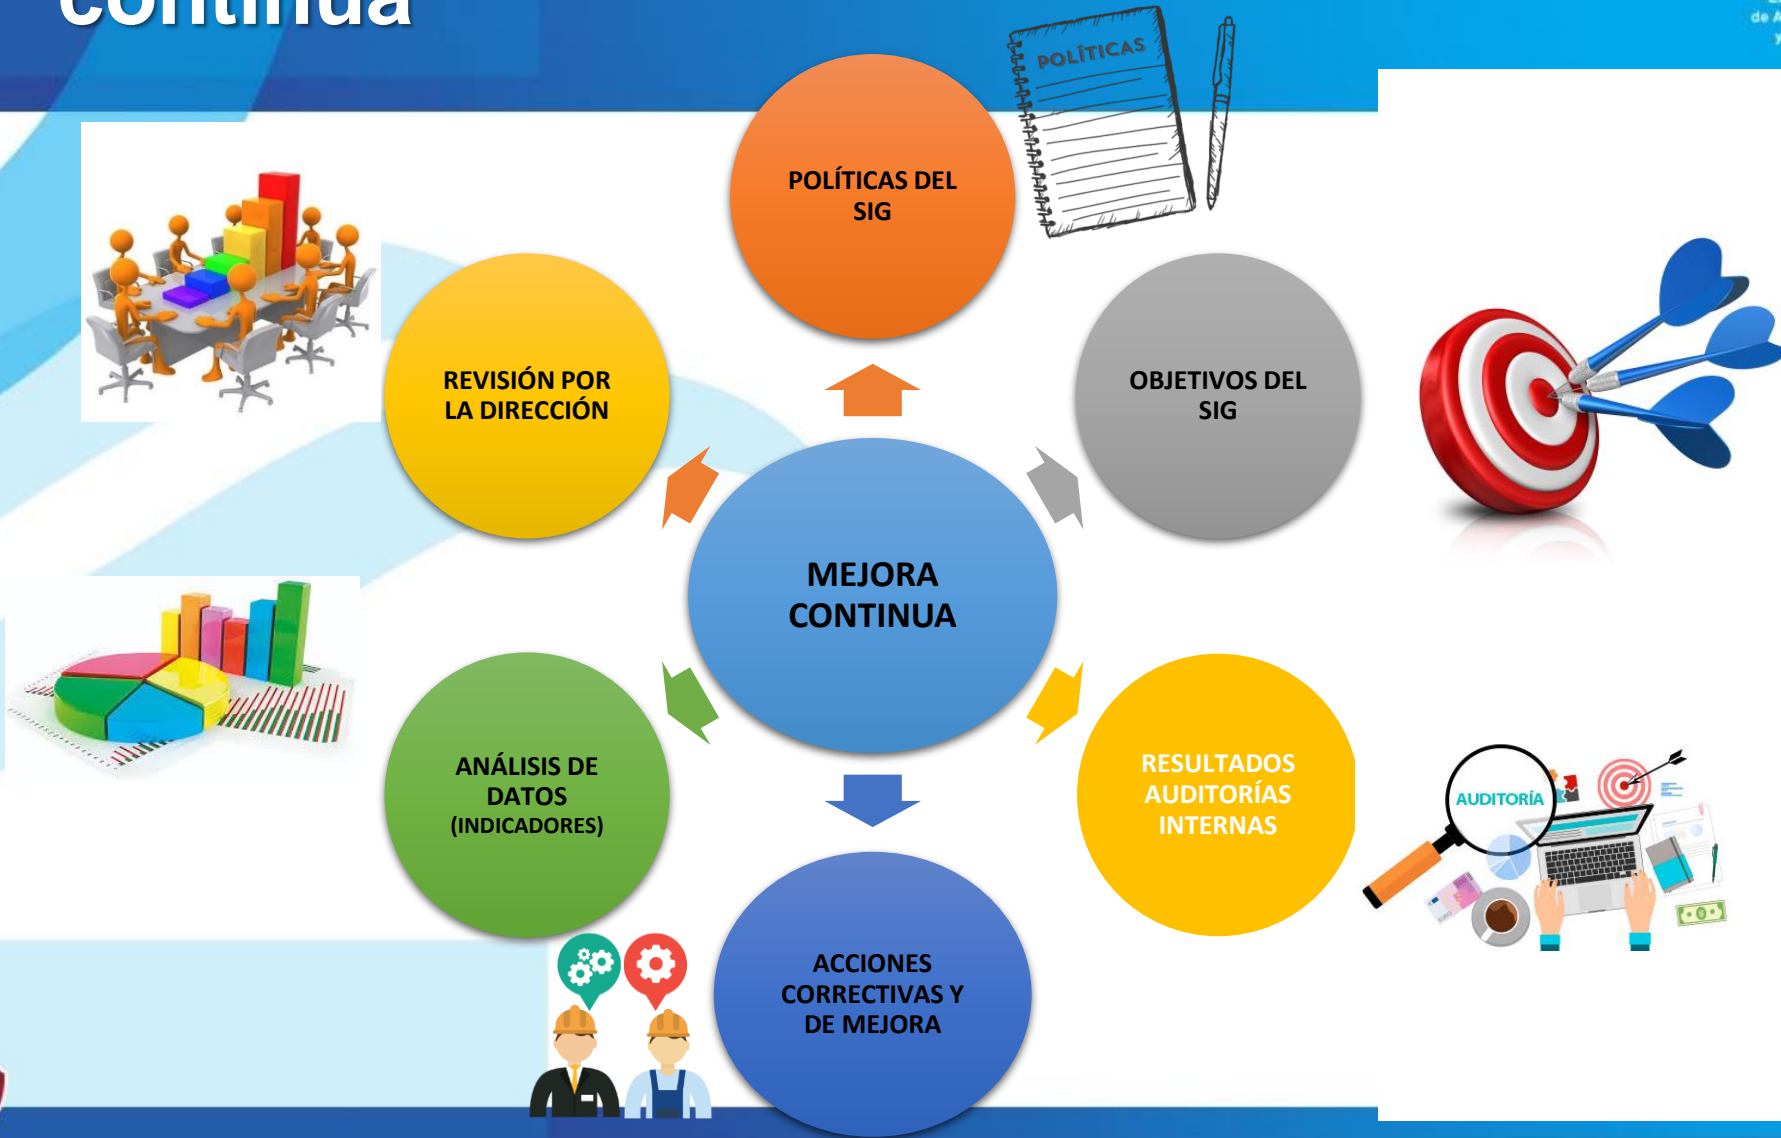 continua
de A
y
POLÍTICAS
POLÍTICAS DEL
SIG
REVISIÓN POR
LA DIRECCIÓN
OBJETIVOS DEL
SIG
MEJORA
CONTINUA
ANÁLISIS DE
DATOS
(INDICADORES)
RESULTADOS
AUDITORÍAS
INTERNAS
AUDITORÍA
ACCIONES
CORRECTIVAS Y
DE MEJORA